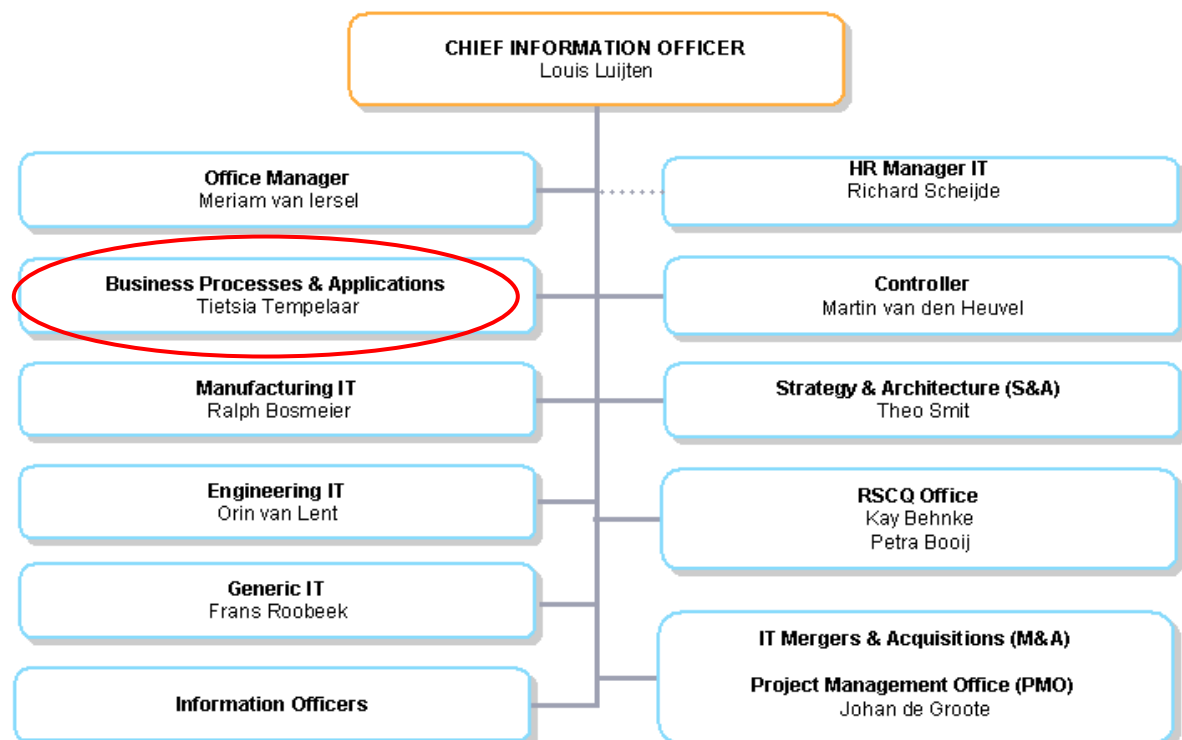 CHIEF INFORMATION OFFICER
Louis Luijten
Office Manager
Meriam van Iersel
HR Manager IT
Richard Scheijde
Business Processes & Applications
Tietsia Tempelaar
Controller
Martin van den Heuvel
Manufacturing IT
Ralph Bosmeier
Strategy & Architecture (S&A)
Theo Smit
Engineering IT
Orin van Lent
RSCQ Office
Kay Behnke
Petra Booij
Generic IT
Frans Roobeek
IT Mergers & Acquisitions (M&A)
Project Management Office (PMO)
Johan de Groote
Information Officers